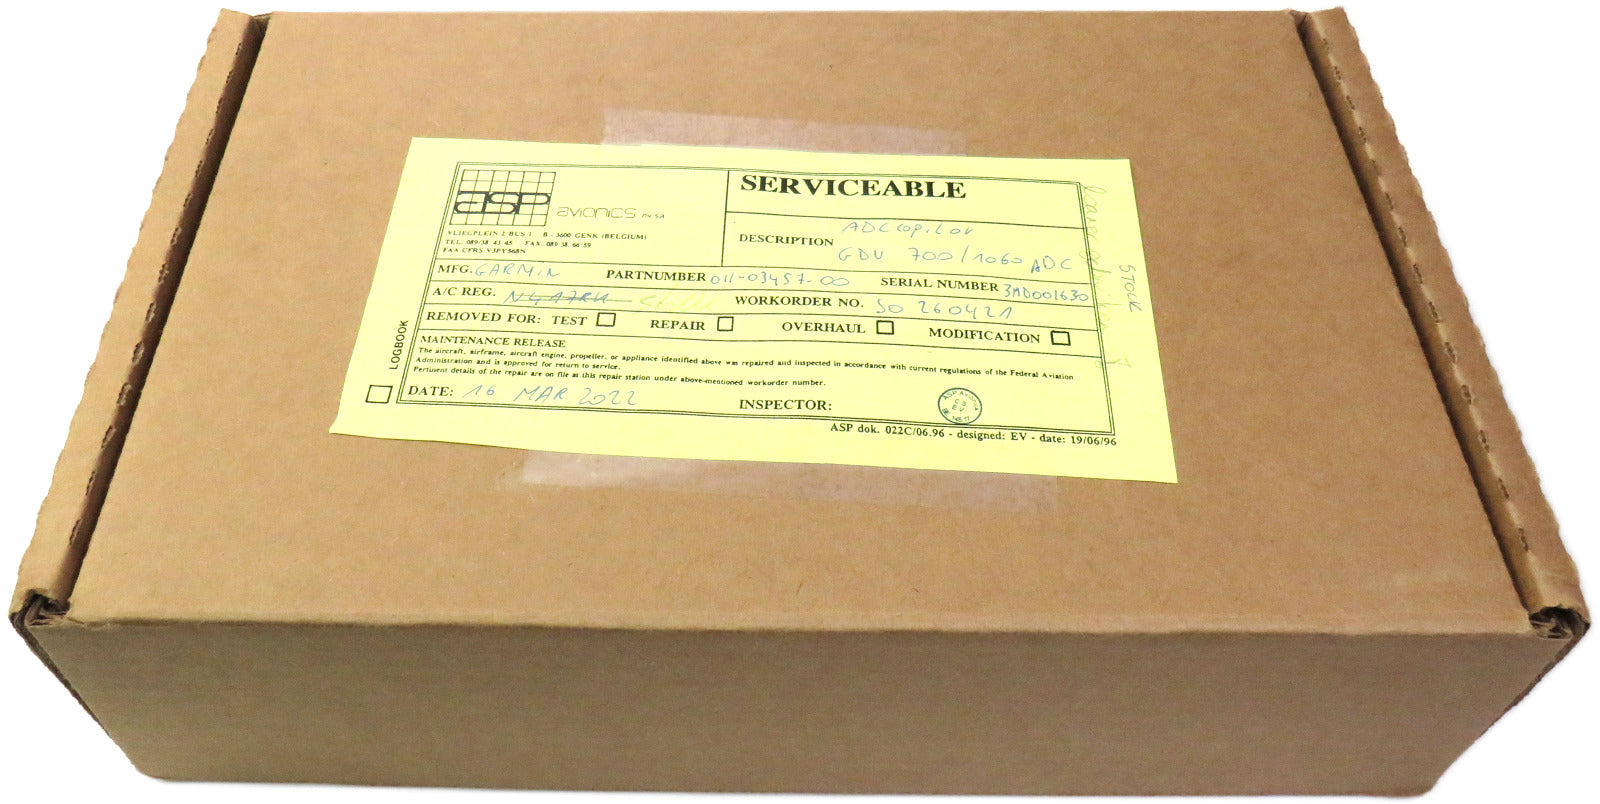 asp avionics nv sa
VLIEGPLEIN 2 BUS 1 B - 3600 GENK (BELGIUM)
TEL. 089/38 43 45 FAX. 089 38 66 59
FAA CFRS V3PY568N
SERVICEABLE
DESCRIPTION ADC copilot
GDU 700/1060 ADC
MFG. GARMIN PARTNUMBER 011-03457-00 SERIAL NUMBER 3MD001630
A/C REG. WORKORDER NO. SO 260421
REMOVED FOR: TEST REPAIR OVERHAUL MODIFICATION
MAINTENANCE RELEASE
The aircraft, airframe, aircraft engine, propeller, or appliance identified above was repaired and inspected in accordance with current regulations of the Federal Aviation
Administration and is approved for return to service.
Pertinent details of the repair are on file at this repair station under above-mentioned workorder number.
LOGBOOK
DATE: 16 MAR 2022 INSPECTOR:
ASP Avionics
ASP dok. 022C/06.96 - designed: EV - date: 19/06/96
STOCK